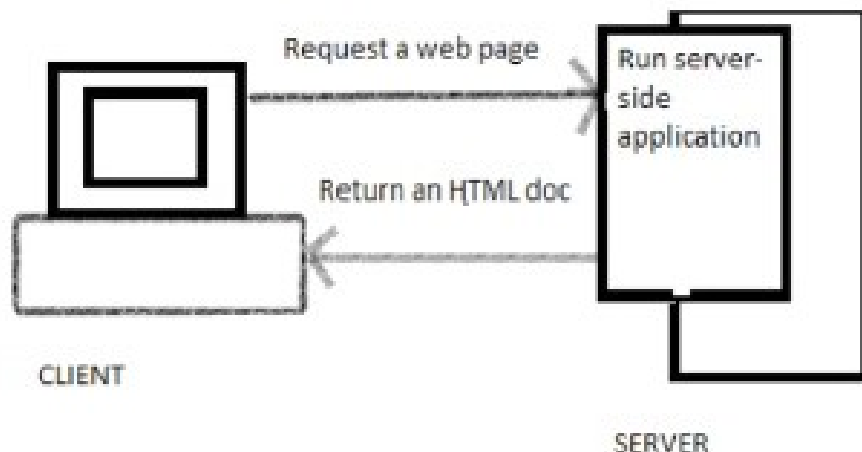 Request a web page
Run server-
side
application
Return an HTML doc
CLIENT
SERVER